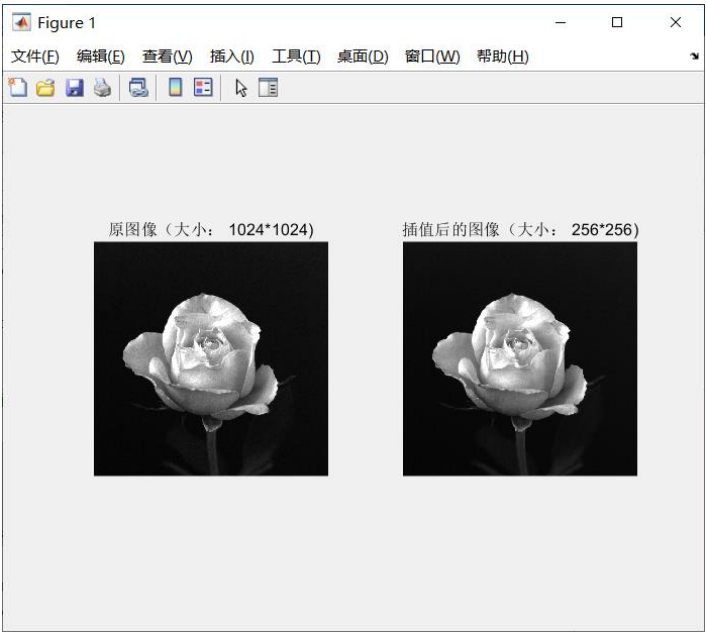 Figure 1
文件(F) 编辑(E) 查看(V) 插入(I) 工具(T) 桌面(D) 窗口(W) 帮助(H)
原图像（大小： 1024*1024)
插值后的图像（大小： 256*256)